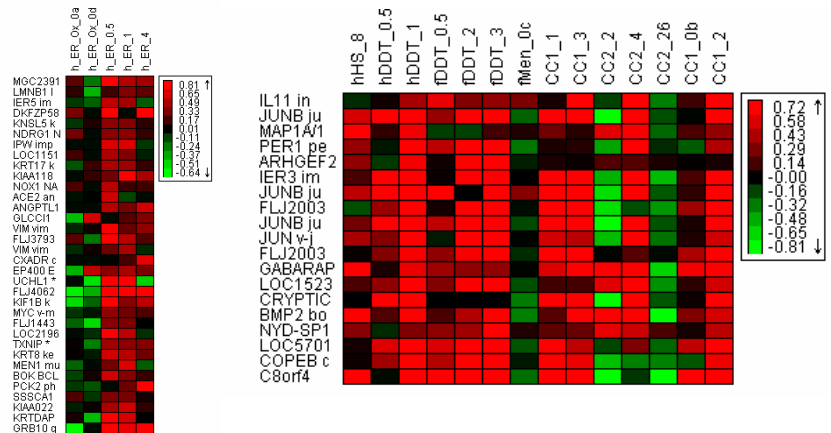 h_ER_Ox_0a
h_ER_Ox_0d
h_ER_0.5
h_ER_1
h_ER_4
MGC2391
LMNB1 l
IER5 im
DKFZP58
KNSL5 k
NDRG1 N
IPW imp
LOC1151
KRT17 k
KIAA118
NOX1 NA
ACE2 an
ANGPTL1
GLCCI1
VIM vim
FLJ3793
VIM vim
CXADR c
EP400 E
UCHL1 *
FLJ4062
KIF1B k
MYC v-m
FLJ1443
LOC2196
TXNIP *
KRT8 ke
MEN1 mu
BOK BCL
PCK2 ph
SSSCA1
KIAA022
KRTDAP
GRB10 g
0.81 ↑
0.65
0.49
0.33
0.17
0.01
-0.11
-0.24
-0.37
-0.51
-0.64 ↓
hHS_8
hDDT_0.5
hDDT_1
fDDT_0.5
fDDT_2
fDDT_3
fMen_0c
CC1_1
CC1_3
CC2_2
CC2_4
CC2_26
CC1_0b
CC1_2
IL11 in
JUNB ju
MAP1A/1
PER1 pe
ARHGEF2
IER3 im
JUNB ju
FLJ2003
JUNB ju
JUN v-j
FLJ2003
GABARAP
LOC1523
CRYPTIC
BMP2 bo
NYD-SP1
LOC5701
COPEB c
C8orf4
0.72 ↑
0.58
0.43
0.29
0.14
-0.00
-0.16
-0.32
-0.48
-0.65
-0.81 ↓